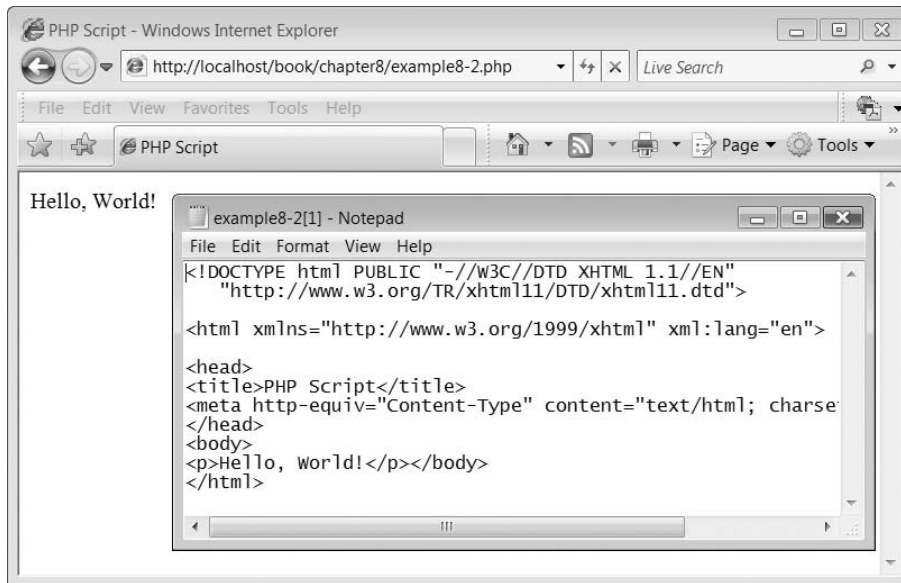 PHP Script - Windows Internet Explorer
http://localhost/book/chapter8/example8-2.php
Live Search
File Edit View Favorites Tools Help
PHP Script
Page
Tools
Hello, World!
example8-2[1] - Notepad
File Edit Format View Help
<!DOCTYPE html PUBLIC "-//W3C//DTD XHTML 1.1//EN"
"http://www.w3.org/TR/xhtml11/DTD/xhtml11.dtd">
<html xmlns="http://www.w3.org/1999/xhtml" xml:lang="en">
<head>
<title>PHP Script</title>
<meta http-equiv="Content-Type" content="text/html; charse
</head>
<body>
<p>Hello, World!</p></body>
</html>